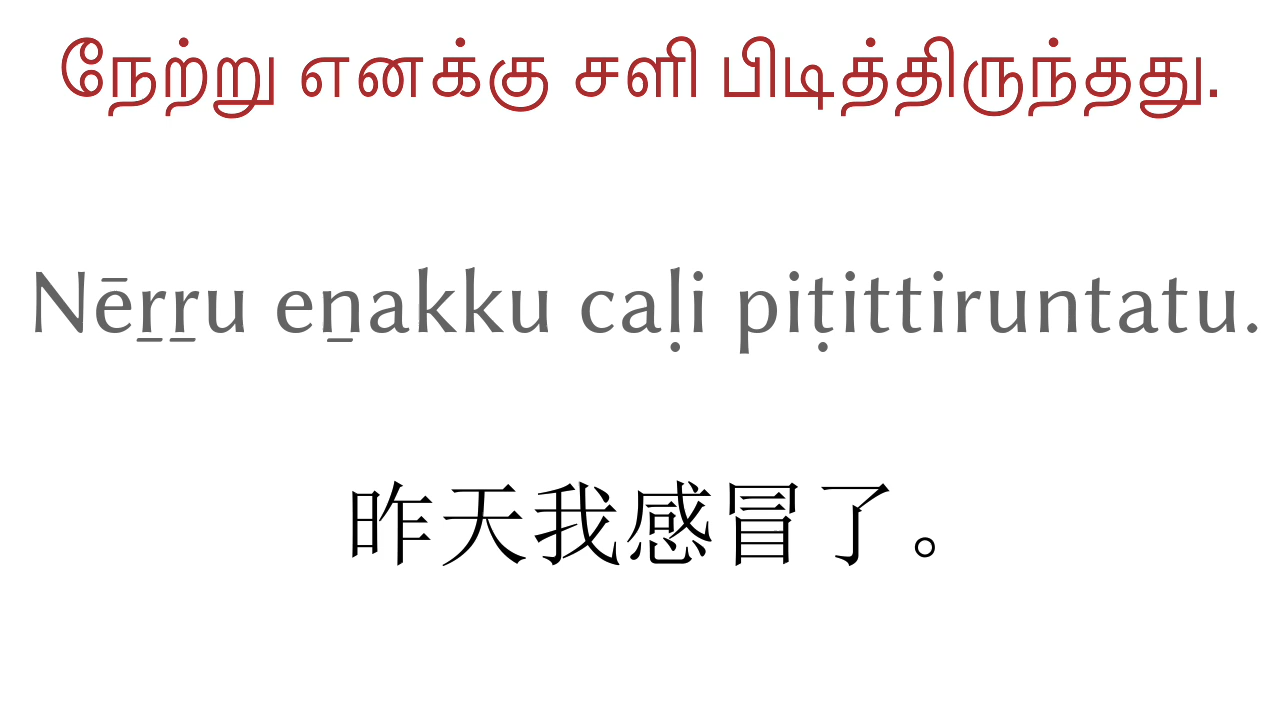 நேற்று எனக்கு சளி பிடித்திருந்தது.
Nēṟṟu eṉakku caḷi piṭittiruntatu.
昨天我感冒了。